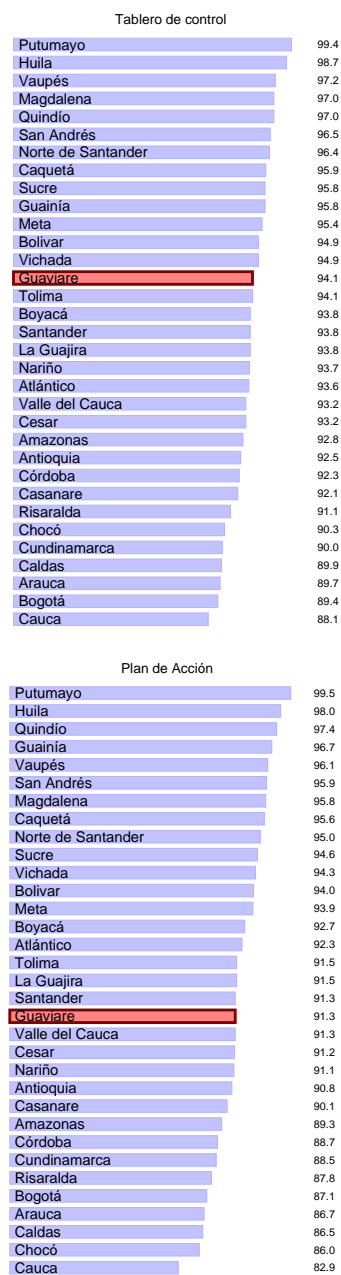 Tablero de control
Putumayo 99.4
Huila 98.7
Vaupés 97.2
Magdalena 97.0
Quindío 97.0
San Andrés 96.5
Norte de Santander 96.4
Caquetá 95.9
Sucre 95.8
Guainía 95.8
Meta 95.4
Bolivar 94.9
Vichada 94.9
Guaviare 94.1
Tolima 94.1
Boyacá 93.8
Santander 93.8
La Guajira 93.8
Nariño 93.7
Atlántico 93.6
Valle del Cauca 93.2
Cesar 93.2
Amazonas 92.8
Antioquia 92.5
Córdoba 92.3
Casanare 92.1
Risaralda 91.1
Chocó 90.3
Cundinamarca 90.0
Caldas 89.9
Arauca 89.7
Bogotá 89.4
Cauca 88.1
Plan de Acción
Putumayo 99.5
Huila 98.0
Quindío 97.4
Guainía 96.7
Vaupés 96.1
San Andrés 95.9
Magdalena 95.8
Caquetá 95.6
Norte de Santander 95.0
Sucre 94.6
Vichada 94.3
Bolivar 94.0
Meta 93.9
Boyacá 92.7
Atlántico 92.3
Tolima 91.5
La Guajira 91.5
Santander 91.3
Guaviare 91.3
Valle del Cauca 91.3
Cesar 91.2
Nariño 91.1
Antioquia 90.8
Casanare 90.1
Amazonas 89.3
Córdoba 88.7
Cundinamarca 88.5
Risaralda 87.8
Bogotá 87.1
Arauca 86.7
Caldas 86.5
Chocó 86.0
Cauca 82.9